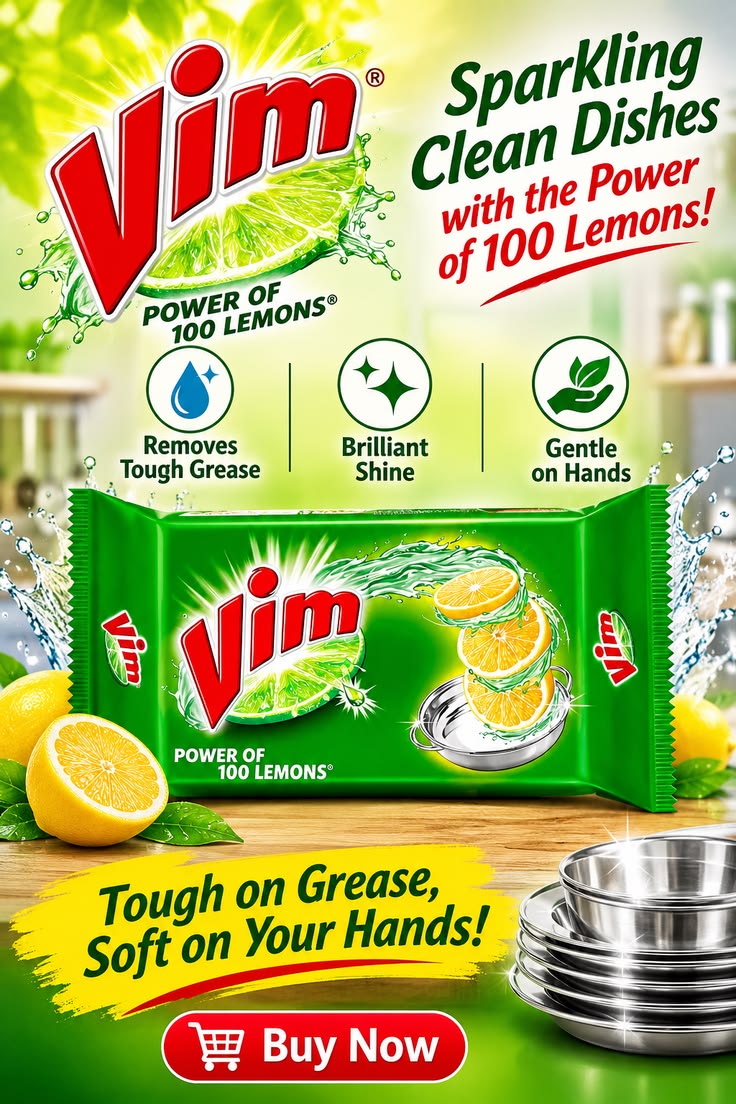 Vim®
POWER OF
100 LEMONS®
Sparkling
Clean Dishes
with the Power
of 100 Lemons!
Removes
Tough Grease
Brilliant
Shine
Gentle
on Hands
Vim
Vim
POWER OF
100 LEMONS®
Vim
Tough on Grease,
Soft on Your Hands!
Buy Now